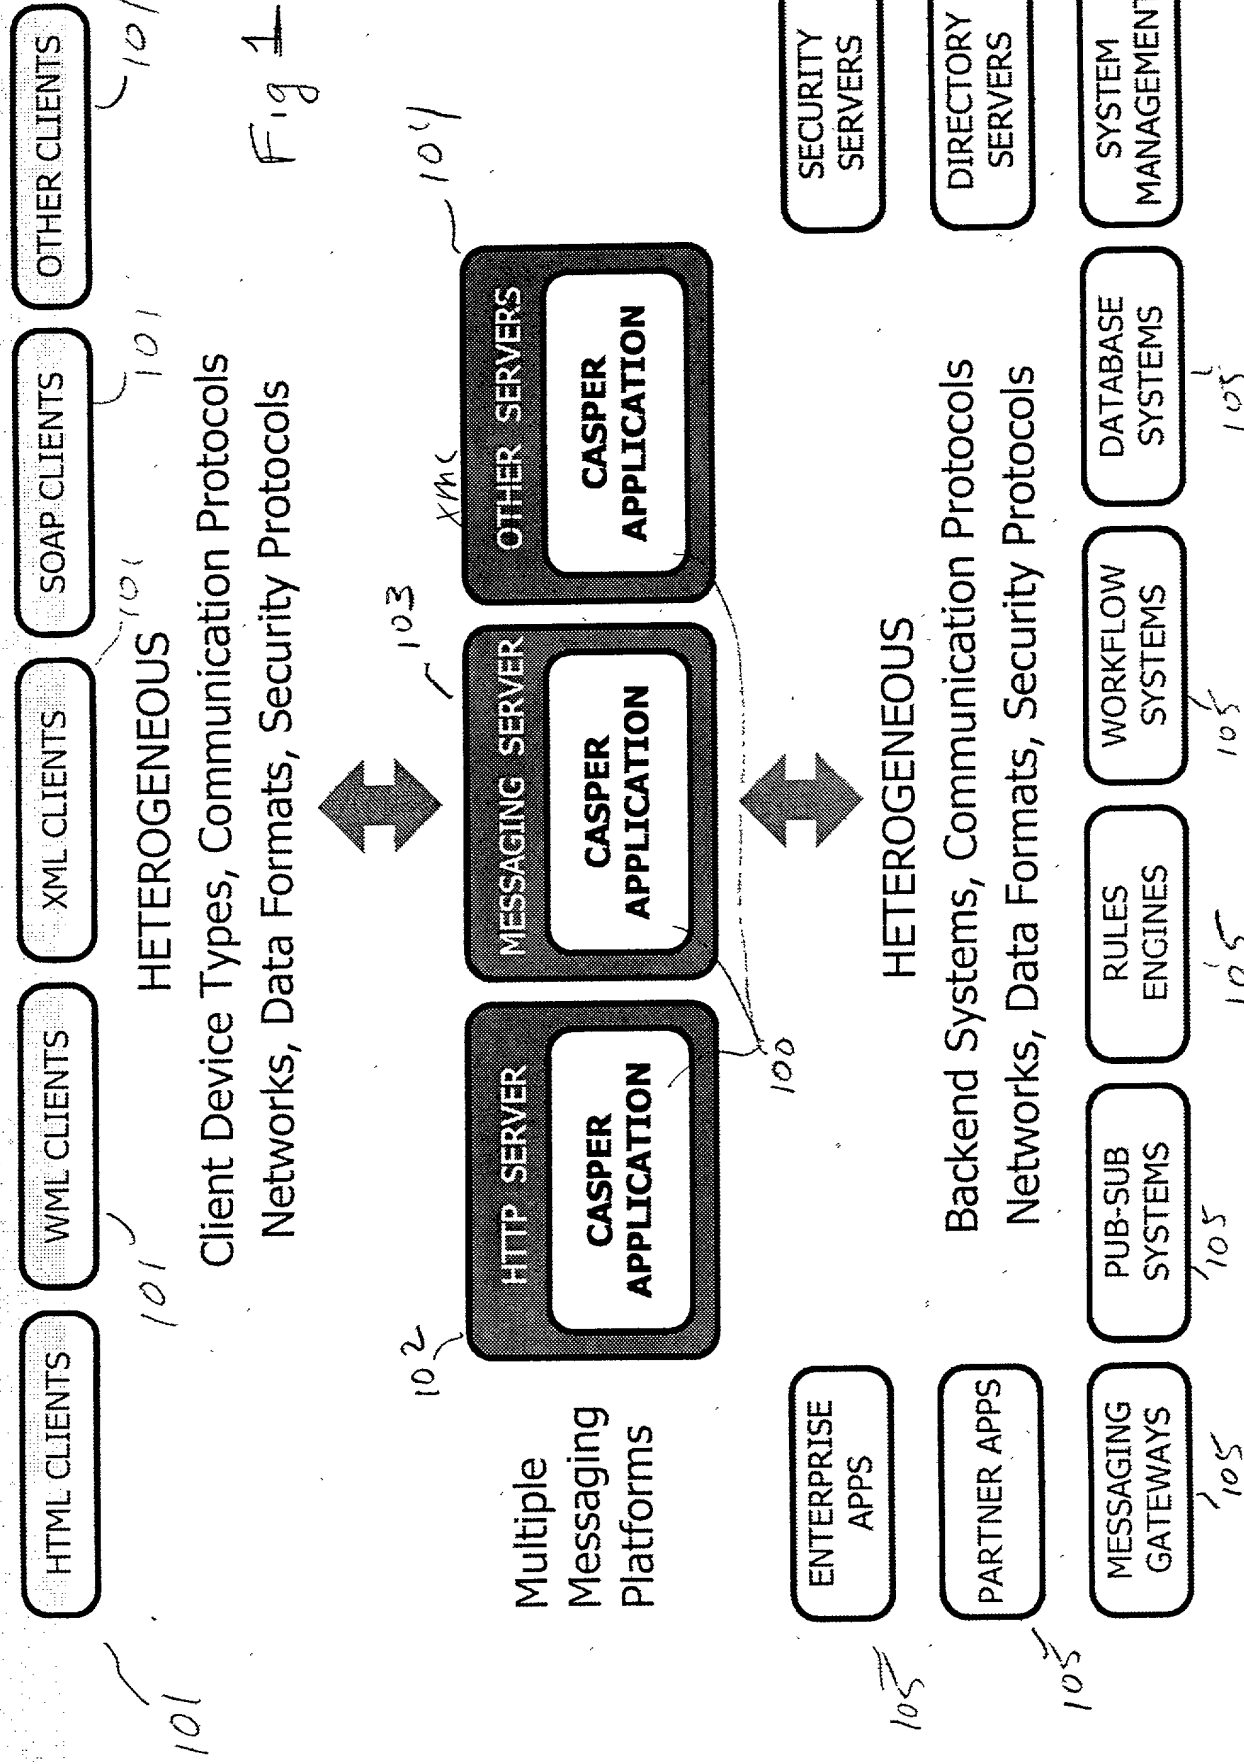 HTML CLIENTS
WML CLIENTS
XML CLIENTS
SOAP CLIENTS
OTHER CLIENTS
101
101
101
101
101
HETEROGENEOUS
Client Device Types, Communication Protocols
Networks, Data Formats, Security Protocols
Fig 1
102
103
104
Multiple
Messaging
Platforms
HTTP SERVER
CASPER
APPLICATION
MESSAGING SERVER
CASPER
APPLICATION
XML
OTHER SERVERS
CASPER
APPLICATION
100
HETEROGENEOUS
Backend Systems, Communication Protocols
Networks, Data Formats, Security Protocols
ENTERPRISE
APPS
105
PARTNER APPS
105
SECURITY
SERVERS
DIRECTORY
SERVERS
MESSAGING
GATEWAYS
PUB-SUB
SYSTEMS
RULES
ENGINES
WORKFLOW
SYSTEMS
DATABASE
SYSTEMS
SYSTEM
MANAGEMENT
105
105
105
105
105